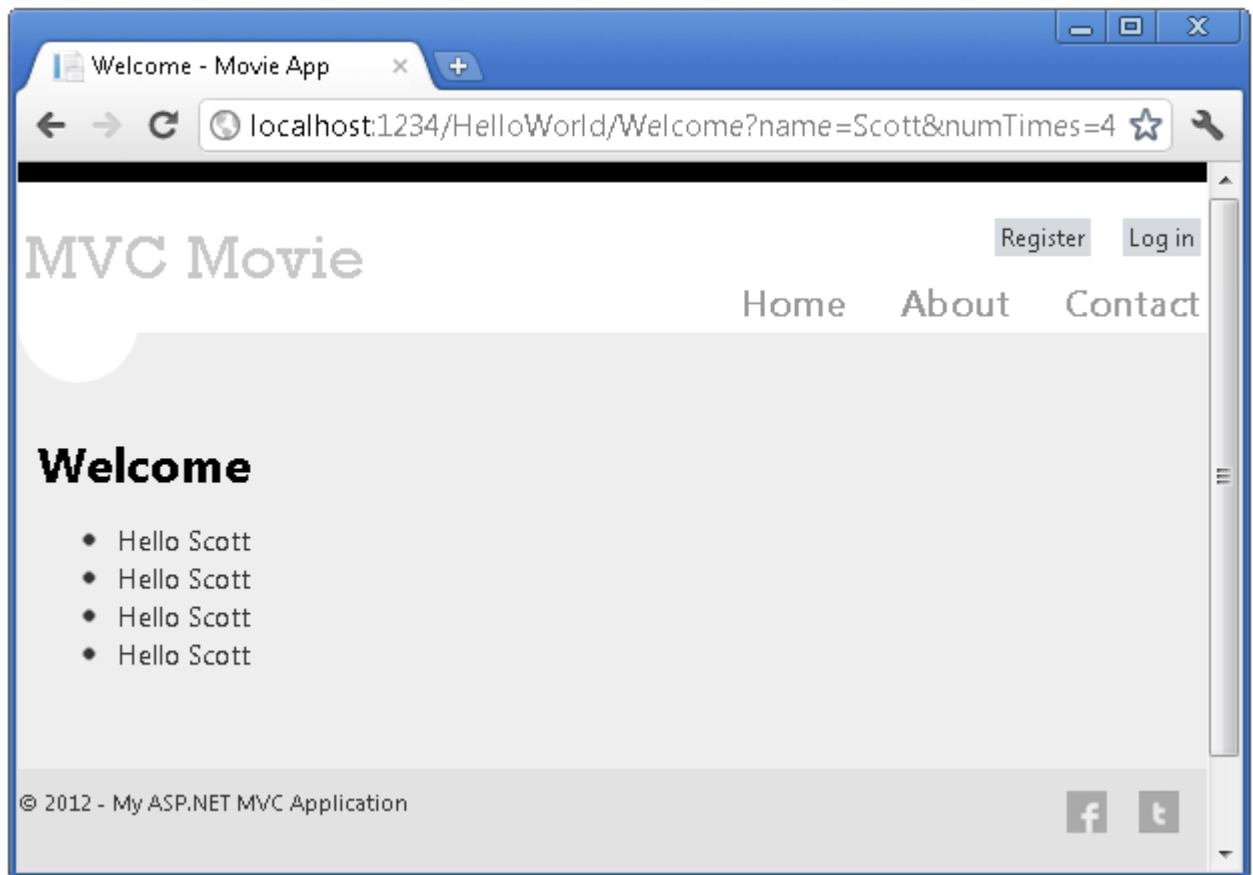 Welcome - Movie App
localhost:1234/HelloWorld/Welcome?name=Scott&numTimes=4
Register Log in
MVC Movie
Home About Contact
Welcome
Hello Scott
Hello Scott
Hello Scott
Hello Scott
© 2012 - My ASP.NET MVC Application